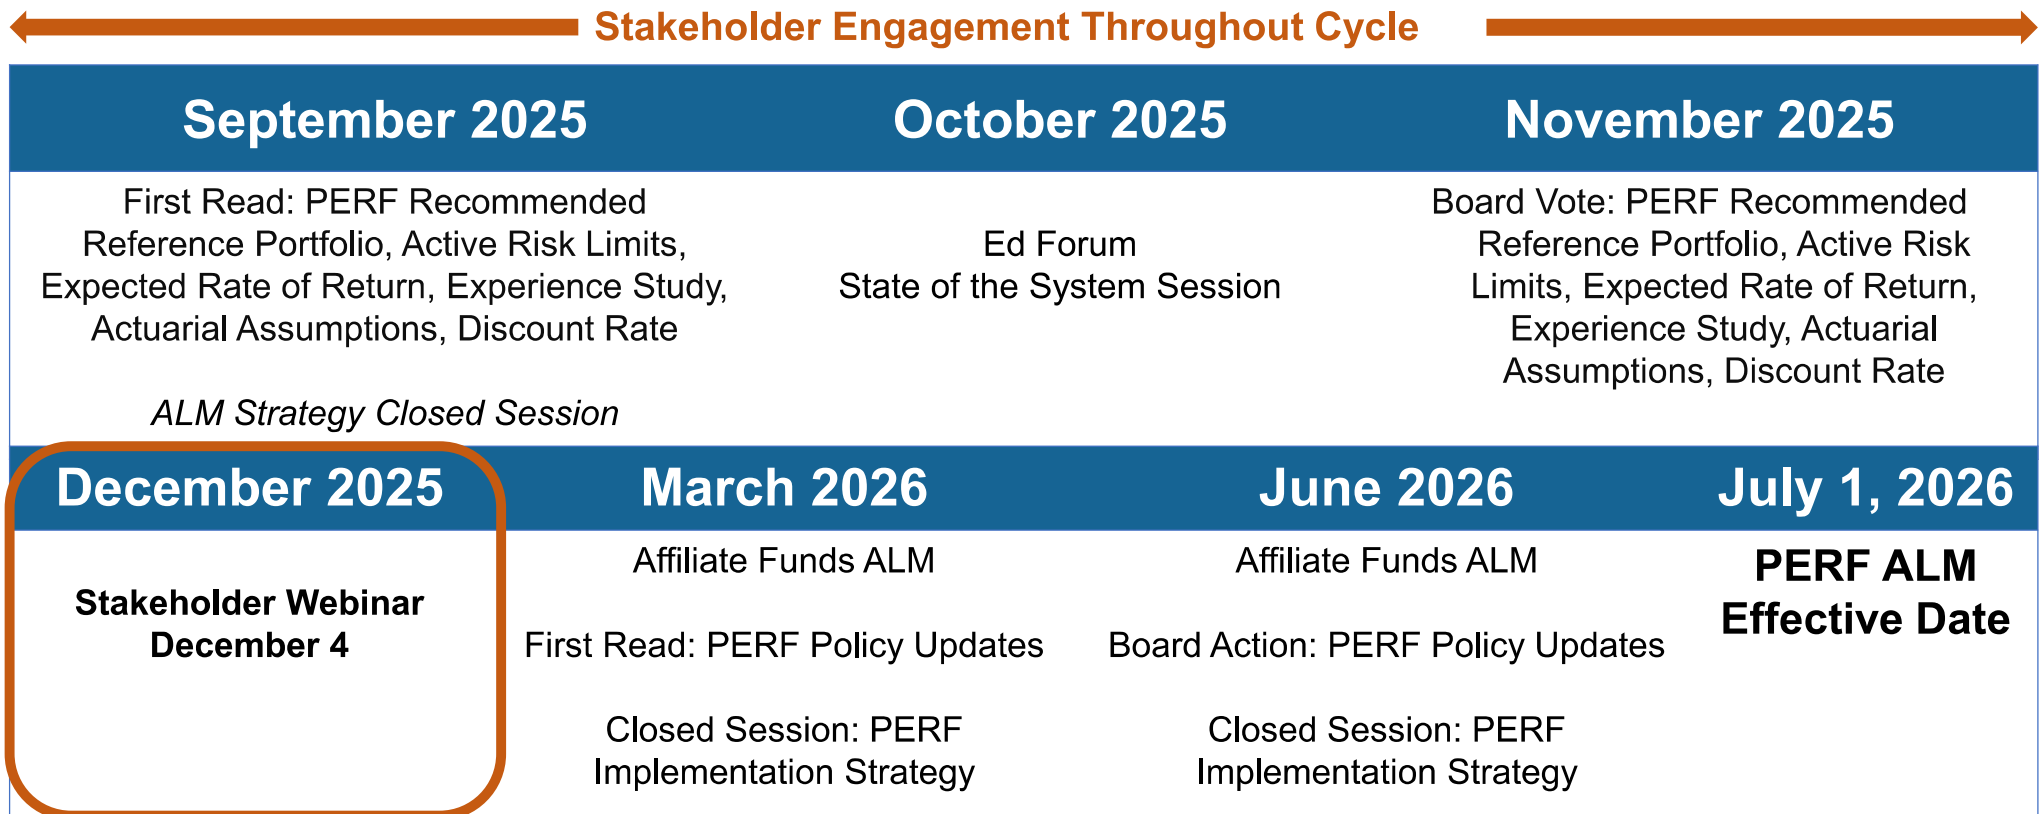 Stakeholder Engagement Throughout Cycle
September 2025
October 2025
November 2025
First Read: PERF Recommended
Reference Portfolio, Active Risk Limits,
Expected Rate of Return, Experience Study,
Actuarial Assumptions, Discount Rate
ALM Strategy Closed Session
Ed Forum
State of the System Session
Board Vote: PERF Recommended
Reference Portfolio, Active Risk
Limits, Expected Rate of Return,
Experience Study, Actuarial
Assumptions, Discount Rate
December 2025
March 2026
June 2026
July 1, 2026
Stakeholder Webinar
December 4
Affiliate Funds ALM
First Read: PERF Policy Updates
Closed Session: PERF
Implementation Strategy
Affiliate Funds ALM
Board Action: PERF Policy Updates
Closed Session: PERF
Implementation Strategy
PERF ALM
Effective Date